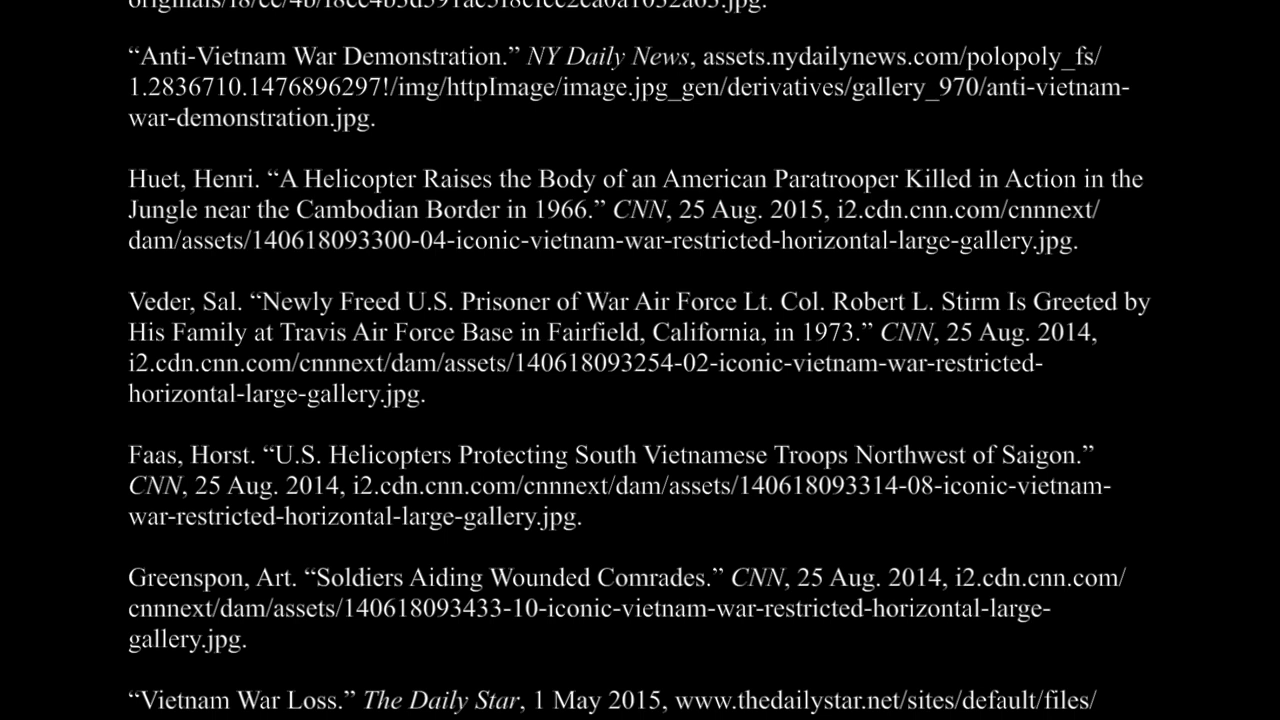 “Anti-Vietnam War Demonstration.” NY Daily News, assets.nydailynews.com/polopoly_fs/
1.2836710.1476896297!/img/httpImage/image.jpg_gen/derivatives/gallery_970/anti-vietnam-
war-demonstration.jpg.
Huet, Henri. “A Helicopter Raises the Body of an American Paratrooper Killed in Action in the
Jungle near the Cambodian Border in 1966.” CNN, 25 Aug. 2015, i2.cdn.cnn.com/cnnnext/
dam/assets/140618093300-04-iconic-vietnam-war-restricted-horizontal-large-gallery.jpg.
Veder, Sal. “Newly Freed U.S. Prisoner of War Air Force Lt. Col. Robert L. Stirm Is Greeted by
His Family at Travis Air Force Base in Fairfield, California, in 1973.” CNN, 25 Aug. 2014,
i2.cdn.cnn.com/cnnnext/dam/assets/140618093254-02-iconic-vietnam-war-restricted-
horizontal-large-gallery.jpg.
Faas, Horst. “U.S. Helicopters Protecting South Vietnamese Troops Northwest of Saigon.”
CNN, 25 Aug. 2014, i2.cdn.cnn.com/cnnnext/dam/assets/140618093314-08-iconic-vietnam-
war-restricted-horizontal-large-gallery.jpg.
Greenspon, Art. “Soldiers Aiding Wounded Comrades.” CNN, 25 Aug. 2014, i2.cdn.cnn.com/
cnnnext/dam/assets/140618093433-10-iconic-vietnam-war-restricted-horizontal-large-
gallery.jpg.
“Vietnam War Loss.” The Daily Star, 1 May 2015, www.thedailystar.net/sites/default/files/